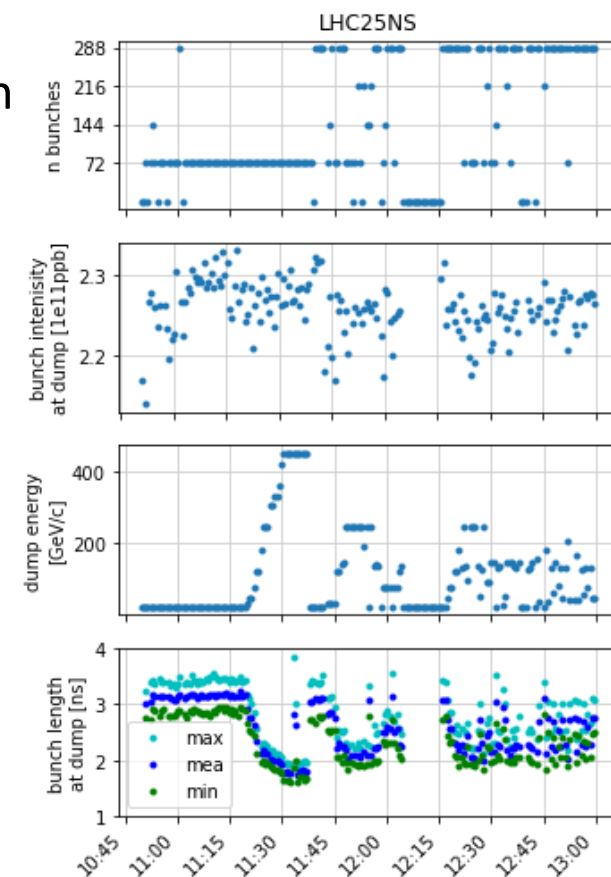 LHC25NS
n
n bunches
288
216
144
72
bunch intenisity
at dump [1e11ppb]
2.3
2.2
dump energy
[GeV/c]
400
200
bunch length
at dump [ns]
4
3
2
1
max
mea
min
10:45
11:00
11:15
11:30
11:45
12:00
12:15
12:30
12:45
13:00